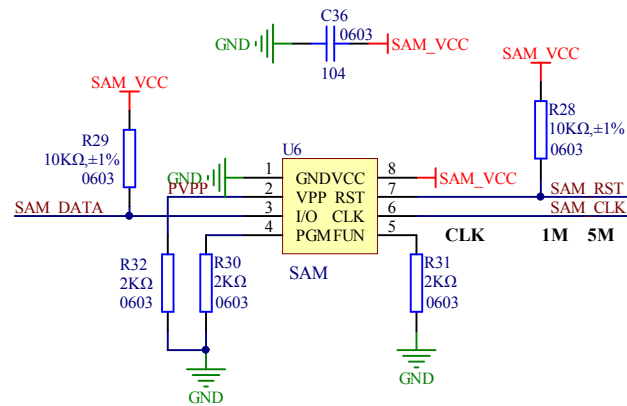 C36
0603
GND
SAM_VCC
104
SAM_VCC
SAM_VCC
R29
10KΩ,±1%
0603
R28
10KΩ,±1%
0603
U6
GND
1
GNDVCC
8
SAM_VCC
PVPP
2
VPP RST
7
SAM_RST
SAM_DATA
3
I/O CLK
6
SAM_CLK
4
PGMFUN
5
CLK 1M 5M
SAM
R32
2KΩ
0603
R30
2KΩ
0603
R31
2KΩ
0603
GND
GND